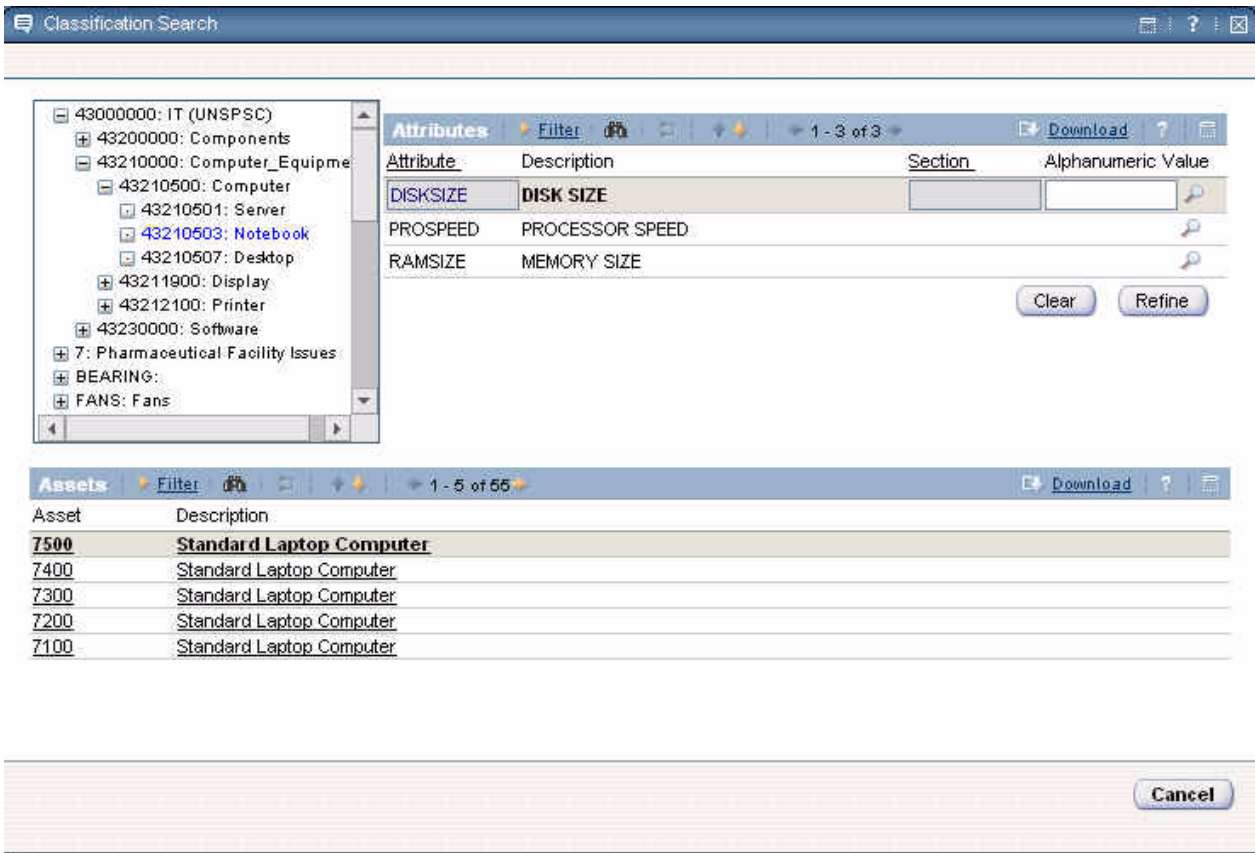 Classification Search
?
43000000: IT (UNSPSC)
43200000: Components
43210000: Computer_Equipme
43210500: Computer
43210501: Server
43210503: Notebook
43210507: Desktop
43211900: Display
43212100: Printer
43230000: Software
7: Pharmaceutical Facility Issues
BEARING:
FANS: Fans
Attributes Filter 1 - 3 of 3 Download ?
Attribute Description Section Alphanumeric Value
DISKSIZE DISK SIZE
PROSPEED PROCESSOR SPEED
RAMSIZE MEMORY SIZE
Clear Refine
Assets Filter 1 - 5 of 55 Download ?
Asset Description
7500 Standard Laptop Computer
7400 Standard Laptop Computer
7300 Standard Laptop Computer
7200 Standard Laptop Computer
7100 Standard Laptop Computer
Cancel